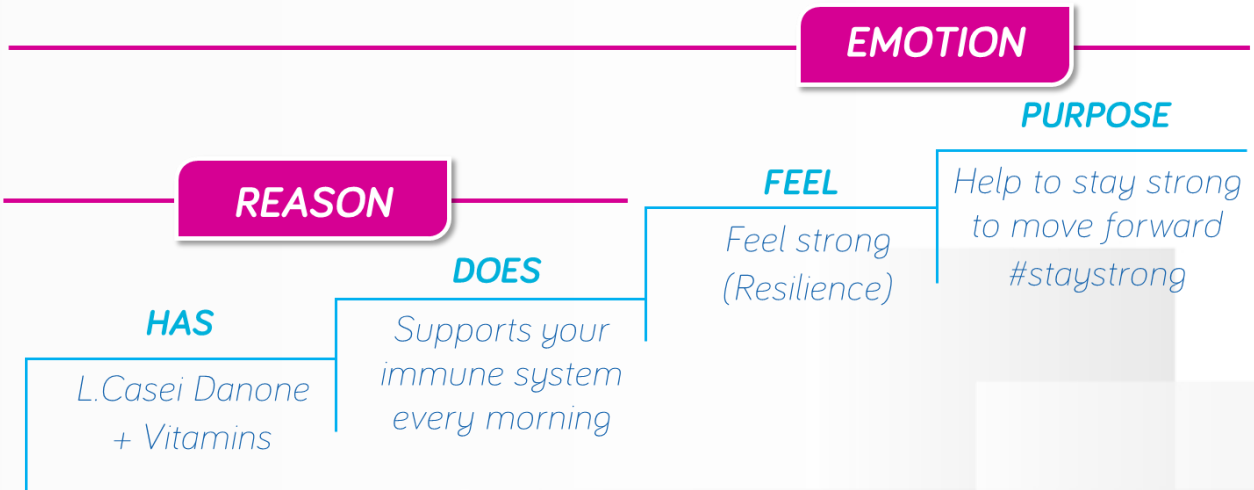 EMOTION
PURPOSE
Help to stay strong
to move forward
#staystrong
FEEL
Feel strong
(Resilience)
REASON
DOES
Supports your
immune system
every morning
HAS
L.Casei Danone
+ Vitamins